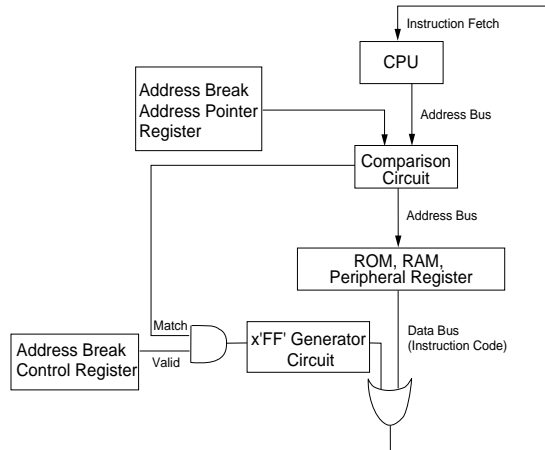 Instruction Fetch
CPU
Address Break
Address Pointer
Register
Address Bus
Comparison
Circuit
Address Bus
ROM, RAM,
Peripheral Register
Match
Data Bus
(Instruction Code)
x'FF' Generator
Circuit
Address Break
Control Register
Valid